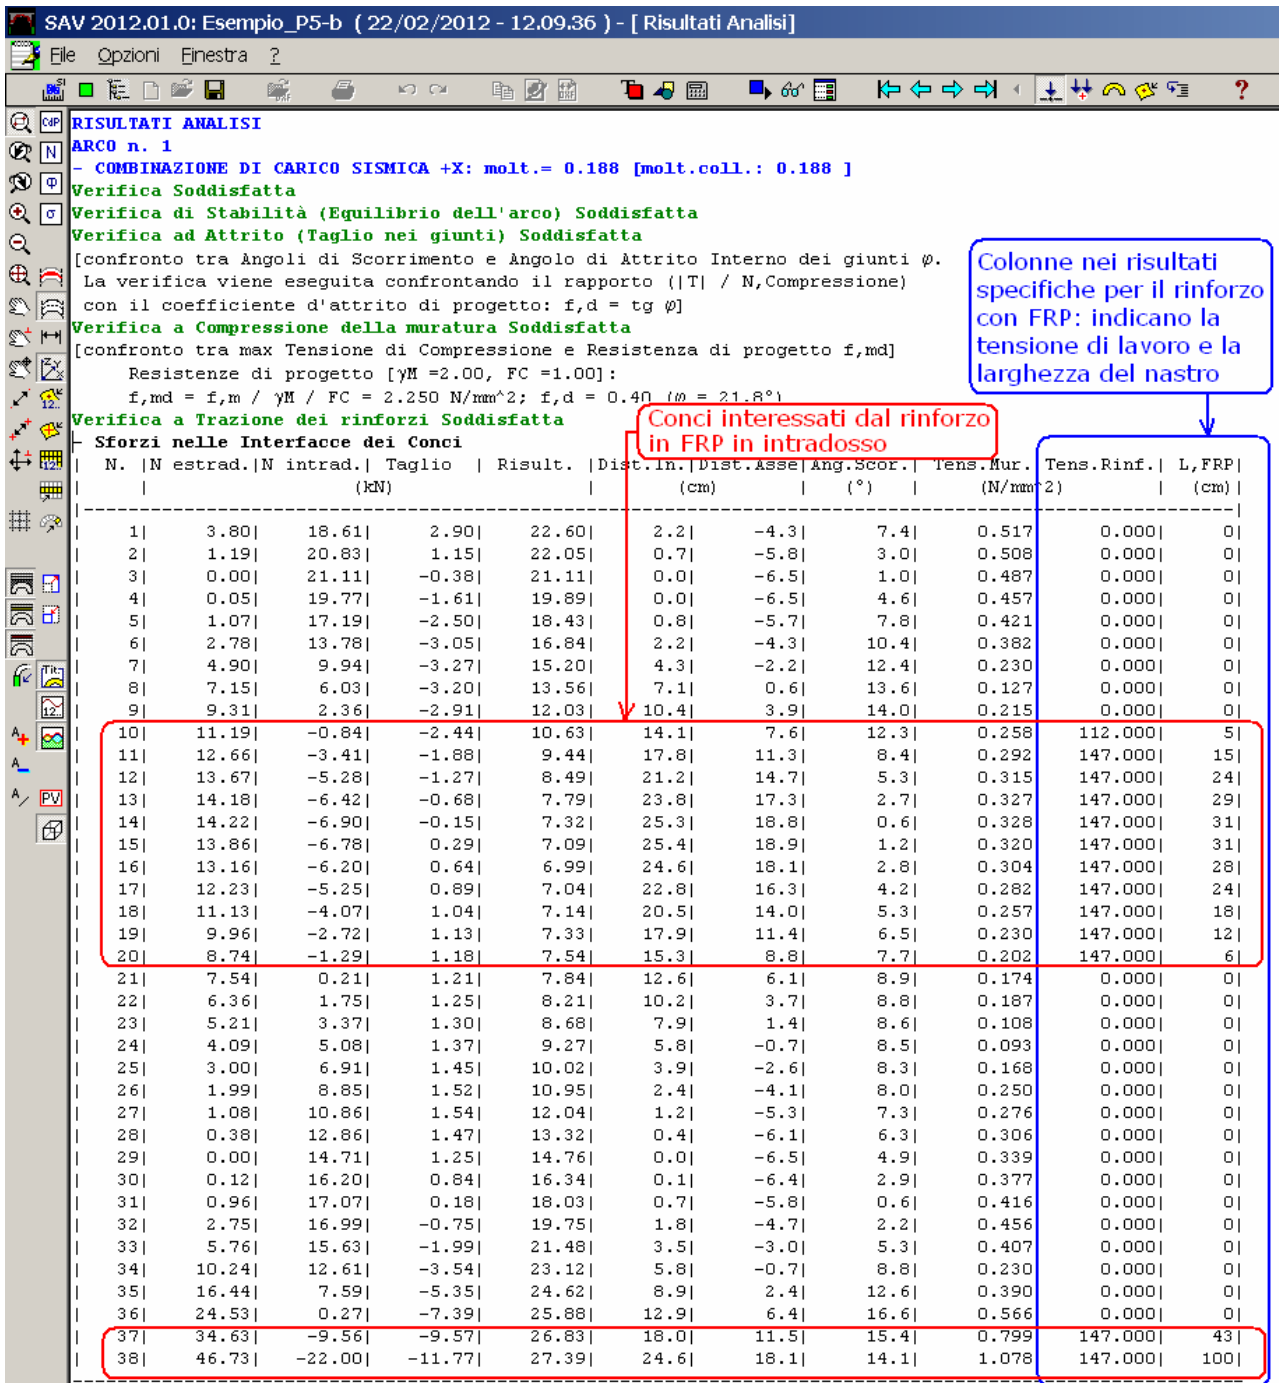 SAV 2012.01.0: Esempio_P5-b ( 22/02/2012 - 12.09.36 ) - [ Risultati Analisi]
File Opzioni Finestra ?
RISULTATI ANALISI
ARCO n. 1
- COMBINAZIONE DI CARICO SISMICA +X: molt.= 0.188 [molt.coll.: 0.188 ]
Verifica Soddisfatta
Verifica di Stabilità (Equilibrio dell'arco) Soddisfatta
Verifica ad Attrito (Taglio nei giunti) Soddisfatta
[confronto tra Angoli di Scorrimento e Angolo di Attrito Interno dei giunti φ.
La verifica viene eseguita confrontando il rapporto (|T| / N,Compressione)
con il coefficiente d'attrito di progetto: f,d = tg φ]
Verifica a Compressione della muratura Soddisfatta
[confronto tra max Tensione di Compressione e Resistenza di progetto f,md]
Resistenze di progetto [γM =2.00, FC =1.00]:
f,md = f,m / γM / FC = 2.250 N/mm^2; f,d = 0.40 (φ = 21.8°)
Verifica a Trazione dei rinforzi Soddisfatta
- Sforzi nelle Interfacce dei Conci
Colonne nei risultati
specifiche per il rinforzo
con FRP: indicano la
tensione di lavoro e la
larghezza del nastro
Conci interessati dal rinforzo
in FRP in intradosso
| N. |N estrad.|N intrad.| Taglio | Risult. |Dist.In.|Dist.Asse|Ang.Scor.| Tens.Mur. Tens.Rinf.| L,FRP|
| | (kN) | (cm) | (°) | (N/mm^2) | (cm) |
| 1| 3.80| 18.61| 2.90| 22.60| 2.2| -4.3| 7.4| 0.517 0.000| 0|
| 2| 1.19| 20.83| 1.15| 22.05| 0.7| -5.8| 3.0| 0.508 0.000| 0|
| 3| 0.00| 21.11| -0.38| 21.11| 0.0| -6.5| 1.0| 0.487 0.000| 0|
| 4| 0.05| 19.77| -1.61| 19.89| 0.0| -6.5| 4.6| 0.457 0.000| 0|
| 5| 1.07| 17.19| -2.50| 18.43| 0.8| -5.7| 7.8| 0.421 0.000| 0|
| 6| 2.78| 13.78| -3.05| 16.84| 2.2| -4.3| 10.4| 0.382 0.000| 0|
| 7| 4.90| 9.94| -3.27| 15.20| 4.3| -2.2| 12.4| 0.230 0.000| 0|
| 8| 7.15| 6.03| -3.20| 13.56| 7.1| 0.6| 13.6| 0.127 0.000| 0|
| 9| 9.31| 2.36| -2.91| 12.03| 10.4| 3.9| 14.0| 0.215 0.000| 0|
| 10| 11.19| -0.84| -2.44| 10.63| 14.1| 7.6| 12.3| 0.258 112.000| 5|
| 11| 12.66| -3.41| -1.88| 9.44| 17.8| 11.3| 8.4| 0.292 147.000| 15|
| 12| 13.67| -5.28| -1.27| 8.49| 21.2| 14.7| 5.3| 0.315 147.000| 24|
| 13| 14.18| -6.42| -0.68| 7.79| 23.8| 17.3| 2.7| 0.327 147.000| 29|
| 14| 14.22| -6.90| -0.15| 7.32| 25.3| 18.8| 0.6| 0.328 147.000| 31|
| 15| 13.86| -6.78| 0.29| 7.09| 25.4| 18.9| 1.2| 0.320 147.000| 31|
| 16| 13.16| -6.20| 0.64| 6.99| 24.6| 18.1| 2.8| 0.304 147.000| 28|
| 17| 12.23| -5.25| 0.89| 7.04| 22.8| 16.3| 4.2| 0.282 147.000| 24|
| 18| 11.13| -4.07| 1.04| 7.14| 20.5| 14.0| 5.3| 0.257 147.000| 18|
| 19| 9.96| -2.72| 1.13| 7.33| 17.9| 11.4| 6.5| 0.230 147.000| 12|
| 20| 8.74| -1.29| 1.18| 7.54| 15.3| 8.8| 7.7| 0.202 147.000| 6|
| 21| 7.54| 0.21| 1.21| 7.84| 12.6| 6.1| 8.9| 0.174 0.000| 0|
| 22| 6.36| 1.75| 1.25| 8.21| 10.2| 3.7| 8.8| 0.187 0.000| 0|
| 23| 5.21| 3.37| 1.30| 8.68| 7.9| 1.4| 8.6| 0.108 0.000| 0|
| 24| 4.09| 5.08| 1.37| 9.27| 5.8| -0.7| 8.5| 0.093 0.000| 0|
| 25| 3.00| 6.91| 1.45| 10.02| 3.9| -2.6| 8.3| 0.168 0.000| 0|
| 26| 1.99| 8.85| 1.52| 10.95| 2.4| -4.1| 8.0| 0.250 0.000| 0|
| 27| 1.08| 10.86| 1.54| 12.04| 1.2| -5.3| 7.3| 0.276 0.000| 0|
| 28| 0.38| 12.86| 1.47| 13.32| 0.4| -6.1| 6.3| 0.306 0.000| 0|
| 29| 0.00| 14.71| 1.25| 14.76| 0.0| -6.5| 4.9| 0.339 0.000| 0|
| 30| 0.12| 16.20| 0.84| 16.34| 0.1| -6.4| 2.9| 0.377 0.000| 0|
| 31| 0.96| 17.07| 0.18| 18.03| 0.7| -5.8| 0.6| 0.416 0.000| 0|
| 32| 2.75| 16.99| -0.75| 19.75| 1.8| -4.7| 2.2| 0.456 0.000| 0|
| 33| 5.76| 15.63| -1.99| 21.48| 3.5| -3.0| 5.3| 0.407 0.000| 0|
| 34| 10.24| 12.61| -3.54| 23.12| 5.8| -0.7| 8.8| 0.230 0.000| 0|
| 35| 16.44| 7.59| -5.35| 24.62| 8.9| 2.4| 12.6| 0.390 0.000| 0|
| 36| 24.53| 0.27| -7.39| 25.88| 12.9| 6.4| 16.6| 0.566 0.000| 0|
| 37| 34.63| -9.56| -9.57| 26.83| 18.0| 11.5| 15.4| 0.799 147.000| 43|
| 38| 46.73| -22.00| -11.77| 27.39| 24.6| 18.1| 14.1| 1.078 147.000| 100|